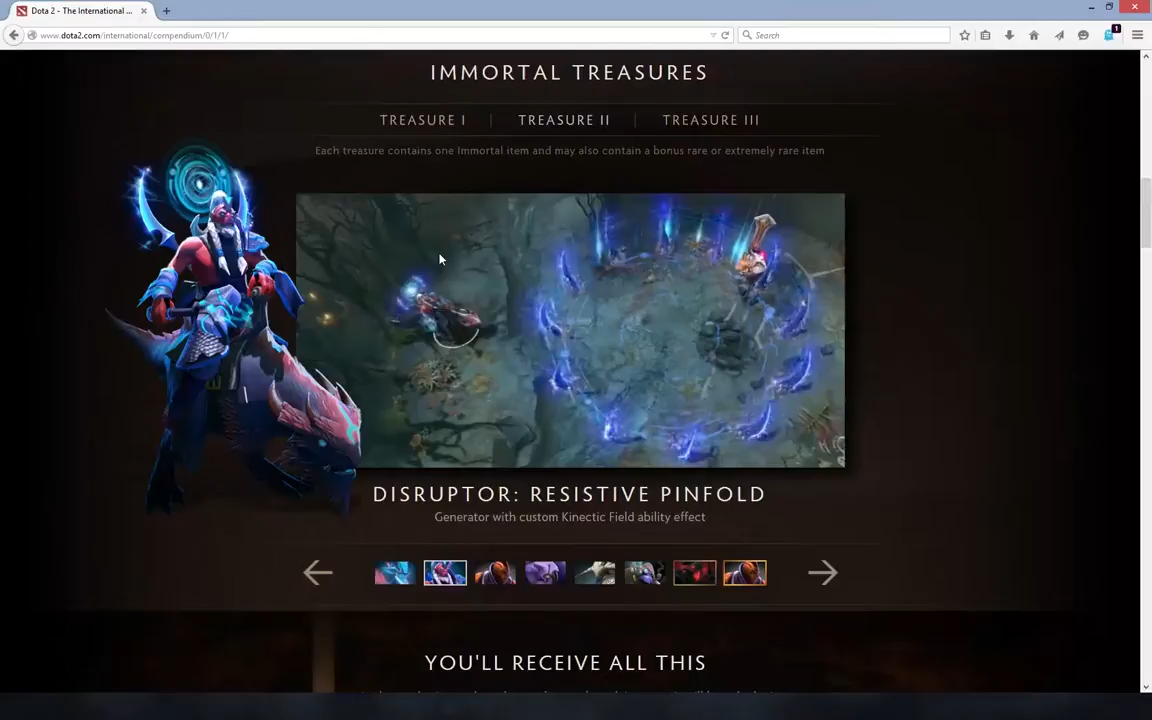 Dota 2 - The International ...
www.dota2.com/international/compendium/0/1/1/
Search
1
IMMORTAL TREASURES
TREASURE I | TREASURE II | TREASURE III
Each treasure contains one Immortal item and may also contain a bonus rare or extremely rare item
DISRUPTOR: RESISTIVE PINFOLD
Generator with custom Kinectic Field ability effect
YOU'LL RECEIVE ALL THIS